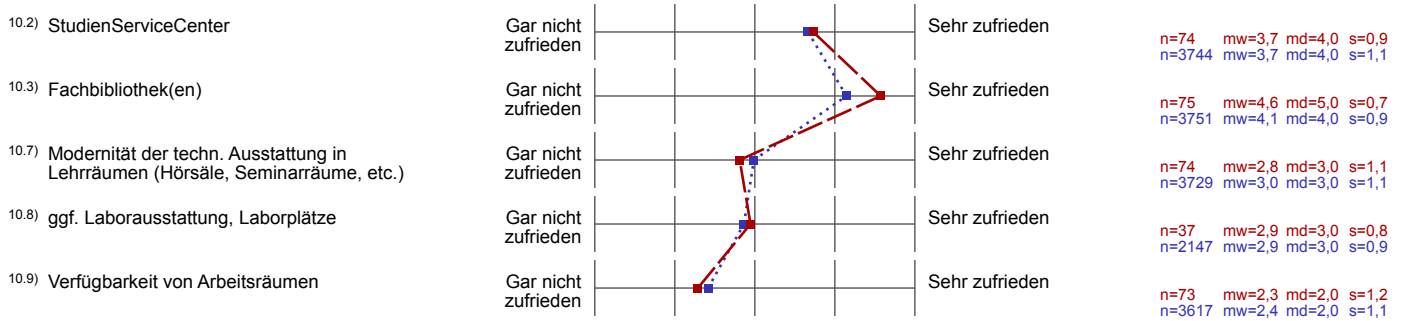 10.2) StudienServiceCenter
Gar nicht
zufrieden
Sehr zufrieden
n=74 mw=3,7 md=4,0 s=0,9
n=3744 mw=3,7 md=4,0 s=1,1
10.3) Fachbibliothek(en)
Gar nicht
zufrieden
Sehr zufrieden
n=75 mw=4,6 md=5,0 s=0,7
n=3751 mw=4,1 md=4,0 s=0,9
10.7) Modernität der techn. Ausstattung in
Lehrräumen (Hörsäle, Seminarräume, etc.)
Gar nicht
zufrieden
Sehr zufrieden
n=74 mw=2,8 md=3,0 s=1,1
n=3729 mw=3,0 md=3,0 s=1,1
10.8) ggf. Laborausstattung, Laborplätze
Gar nicht
zufrieden
Sehr zufrieden
n=37 mw=2,9 md=3,0 s=0,8
n=2147 mw=2,9 md=3,0 s=0,9
10.9) Verfügbarkeit von Arbeitsräumen
Gar nicht
zufrieden
Sehr zufrieden
n=73 mw=2,3 md=2,0 s=1,2
n=3617 mw=2,4 md=2,0 s=1,1